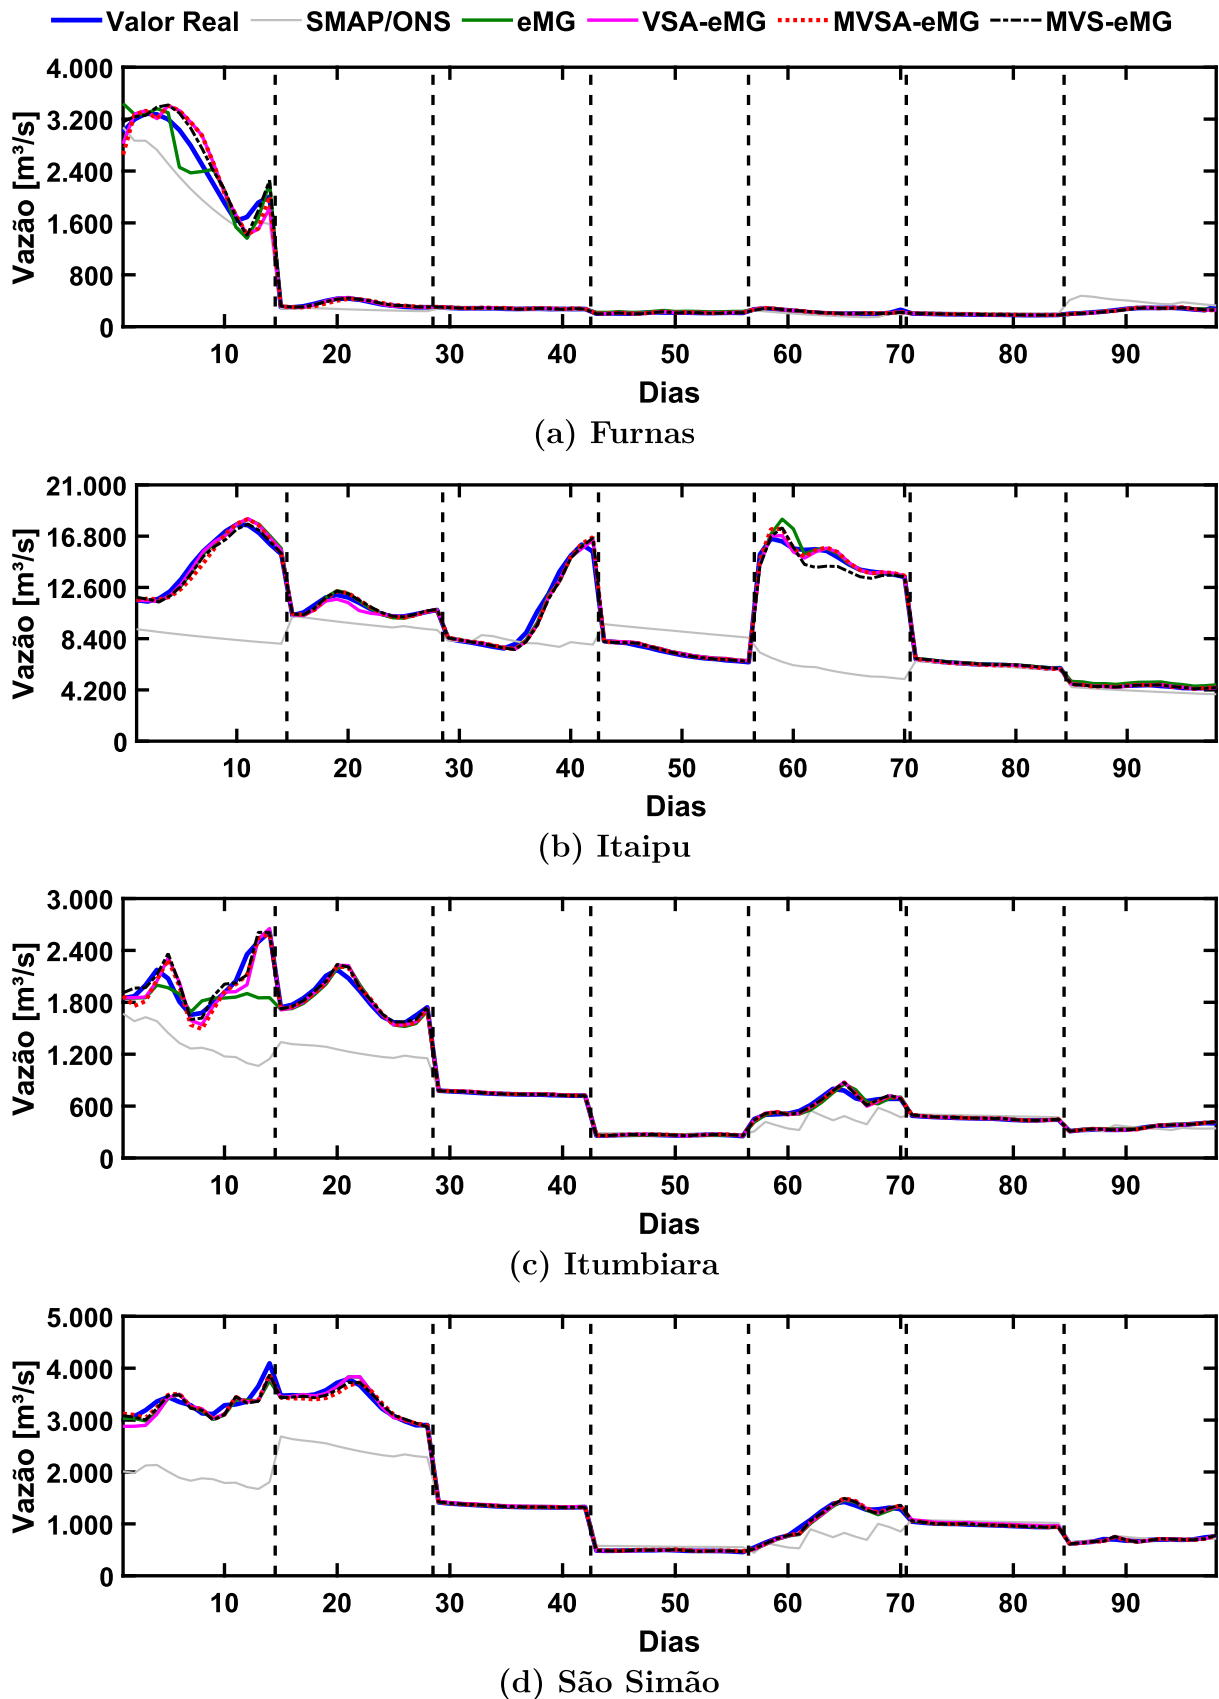 Valor Real SMAP/ONS eMG VSA-eMG MVSA-eMG MVS-eMG
4.000
3.200
2.400
1.600
800
0
Vazão [m³/s]
10 20 30 40 50 60 70 80 90
Dias
(a) Furnas
21.000
16.800
12.600
8.400
4.200
0
Vazão [m³/s]
10 20 30 40 50 60 70 80 90
Dias
(b) Itaipu
3.000
2.400
1.800
1.200
600
0
Vazão [m³/s]
10 20 30 40 50 60 70 80 90
Dias
(c) Itumbiara
5.000
4.000
3.000
2.000
1.000
0
Vazão [m³/s]
10 20 30 40 50 60 70 80 90
Dias
(d) São Simão